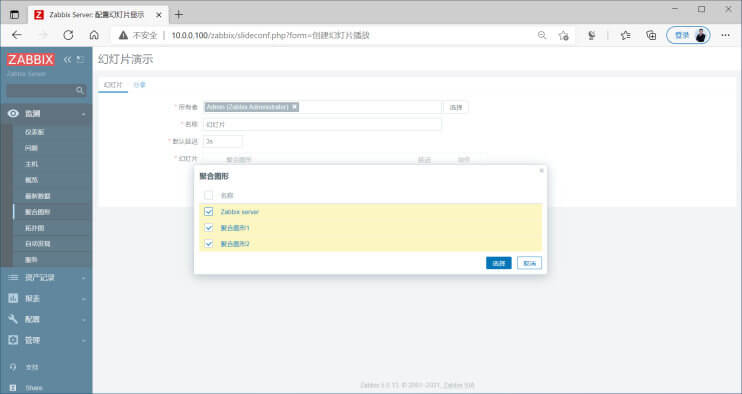 Zabbix Server: 配置幻灯片提示
不安全 | 10.0.0.100/zabbix/slideconf.php?form=创建幻灯片播放
登录
ZABBIX
Zabbix Server
监测
仪表板
问题
主机
概览
最新数据
聚合图形
拓扑图
自动发现
服务
资产记录
报表
配置
管理
支持
Share
幻灯片演示
幻灯片 分享
* 所有者 Admin (Zabbix Administrator) 选择
* 名称 幻灯片
* 默认延迟 3s
* 幻灯片 聚合图形 延迟 动作
聚合图形
名称
Zabbix server
聚合图形1
聚合图形2
选择 取消
Zabbix 5.0.17. © 2001–2021, Zabbix SIA